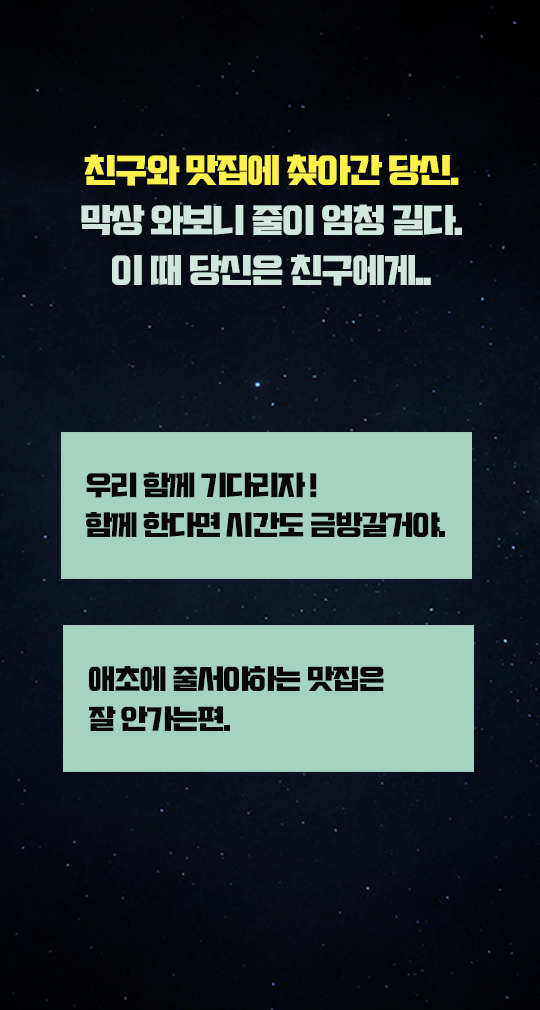 친구와 맛집에 찾아간 당신.
막상 와보니 줄이 엄청 길다.
이 때 당신은 친구에게..
우리 함께 기다리자 !
함께 한다면 시간도 금방갈거야.
애초에 줄서야하는 맛집은
잘 안가는편.